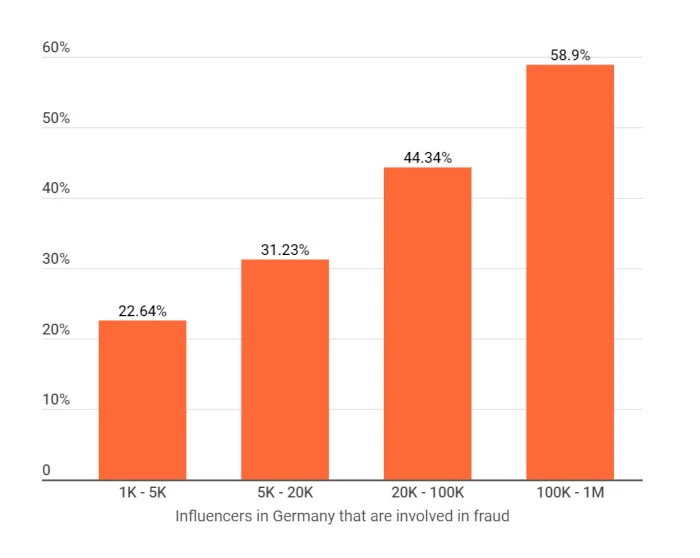 60%
58.9%
50%
44.34%
40%
31.23%
30%
22.64%
20%
10%
0
1K - 5K
5K - 20K
20K - 100K
100K - 1M
Influencers in Germany that are involved in fraud